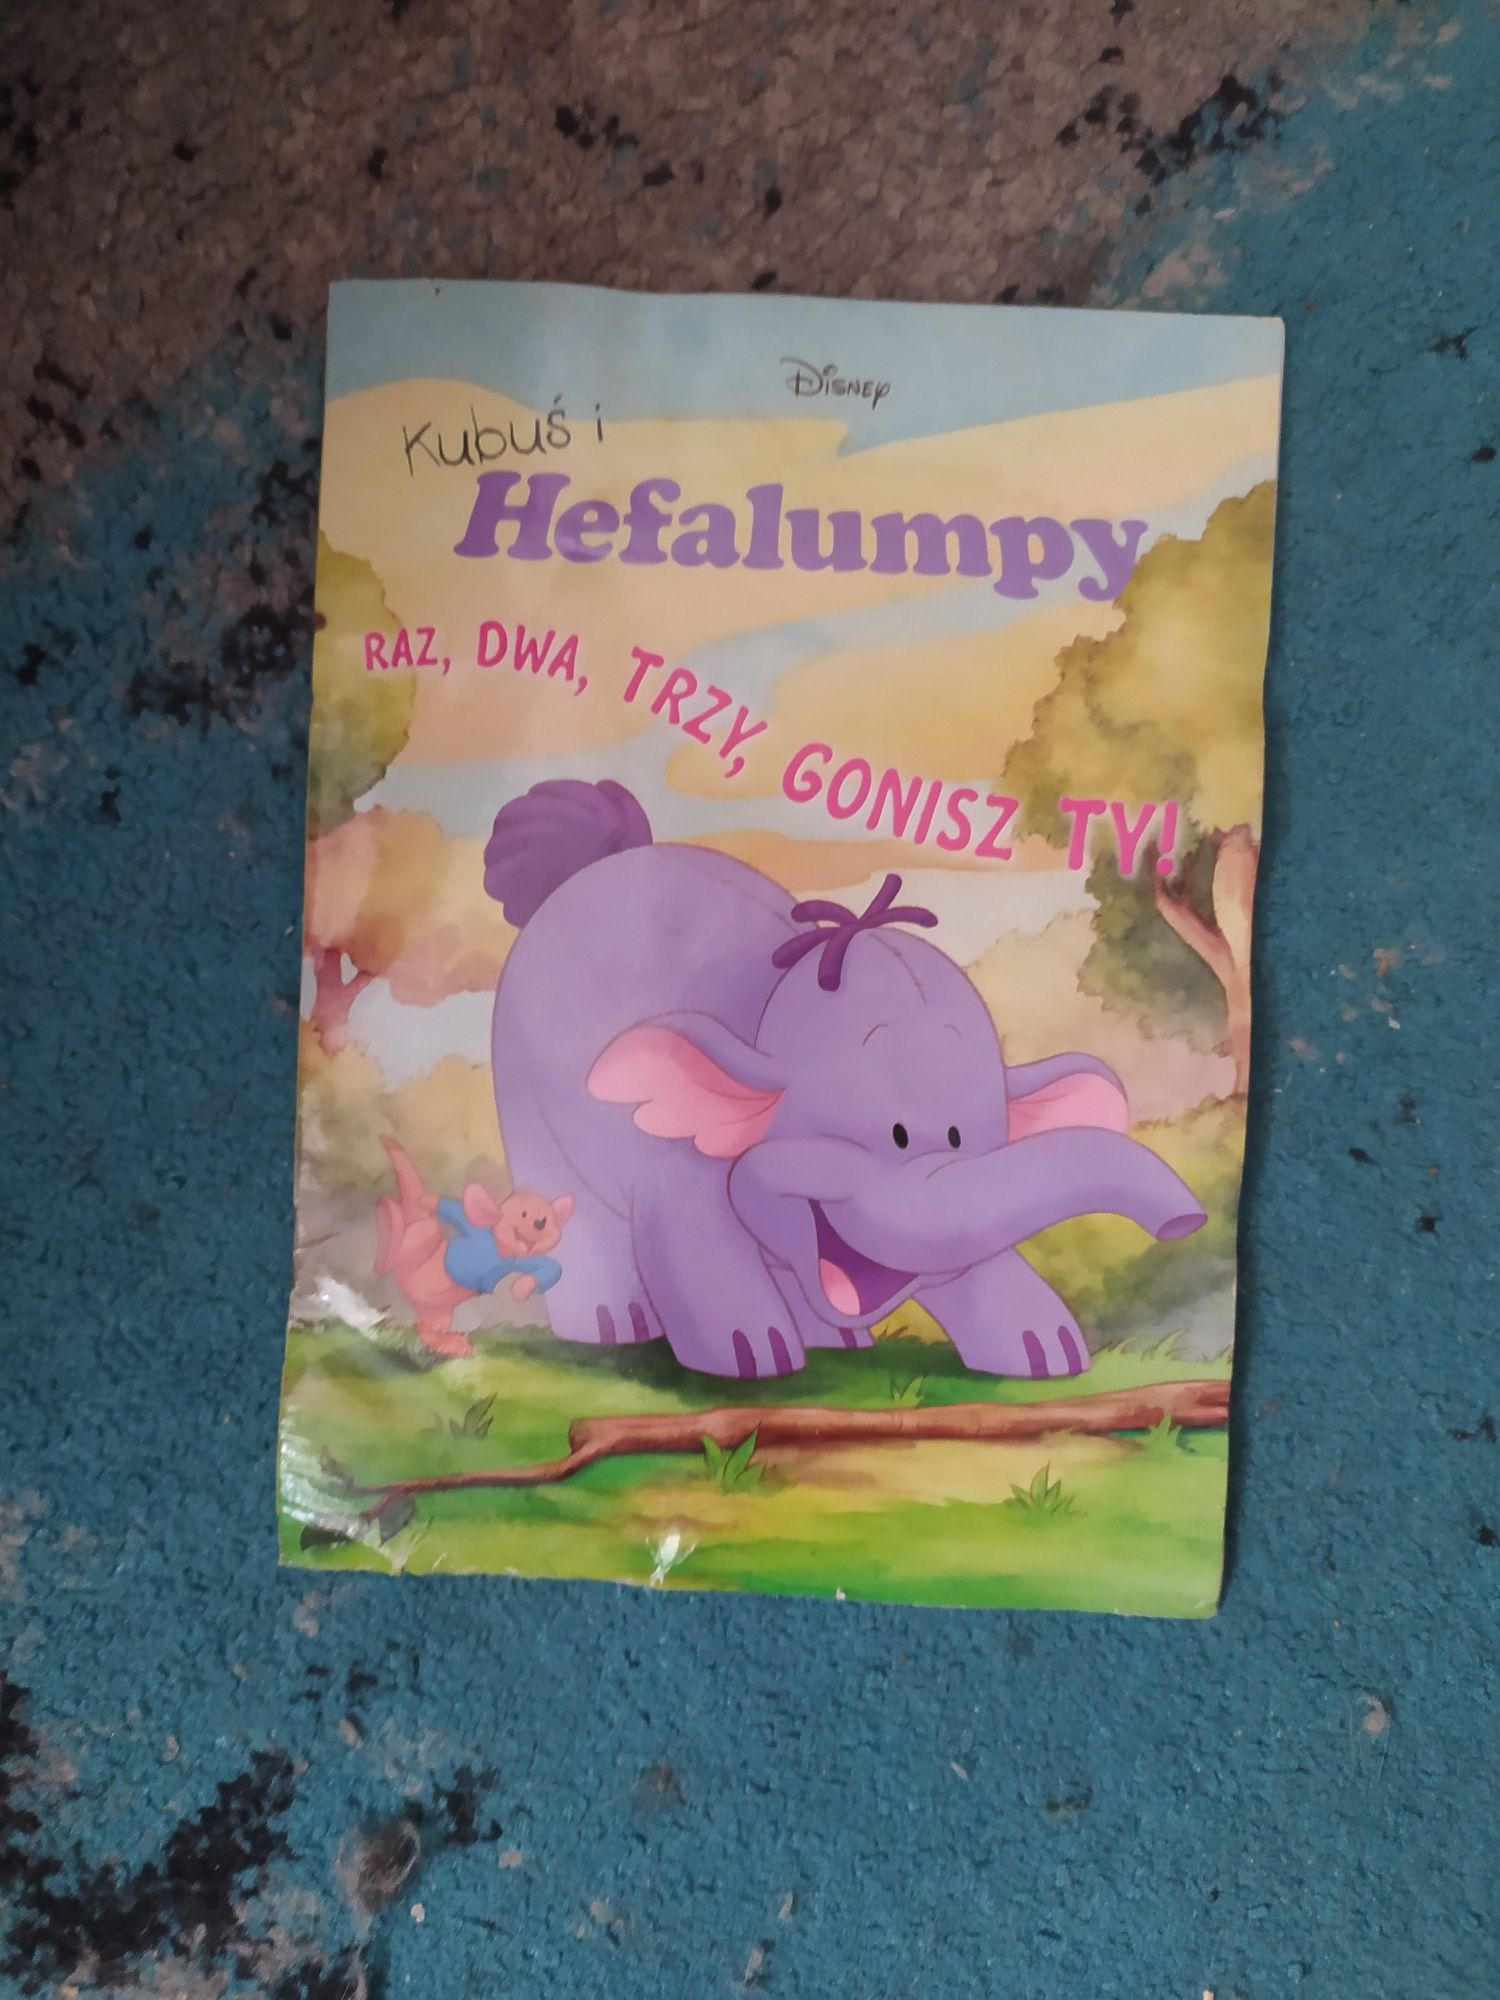 Disney
Kubuś i
Hefalumpy
RAZ, DWA, TRZY, GONISZ TY!